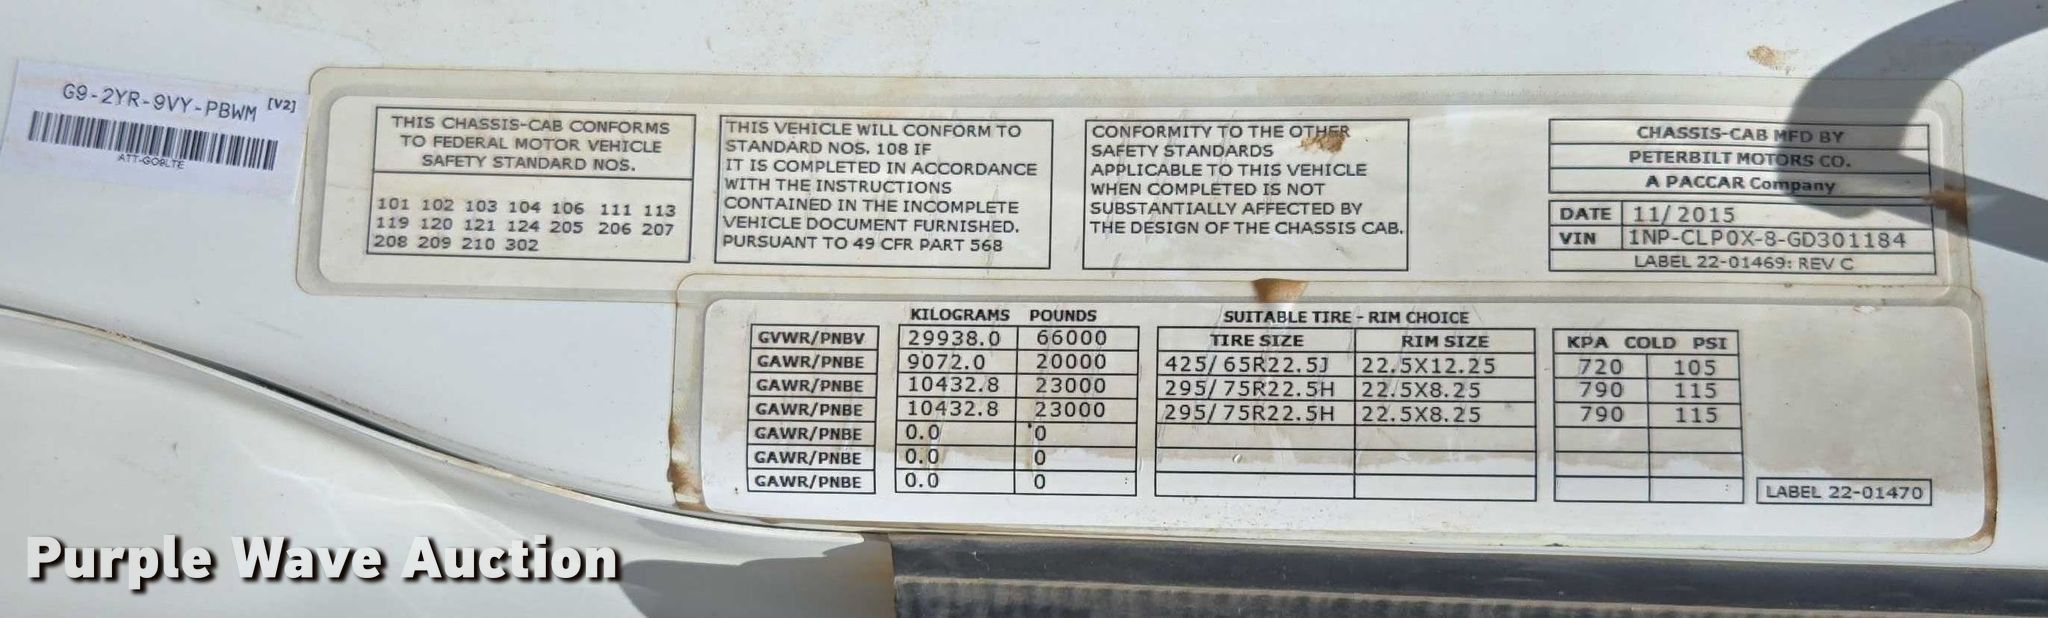 G9-2YR-9VY-PBWM [V2]
ATT-GO9LTE
THIS CHASSIS-CAB CONFORMS
TO FEDERAL MOTOR VEHICLE
SAFETY STANDARD NOS.
101 102 103 104 106 111 113
119 120 121 124 205 206 207
208 209 210 302
THIS VEHICLE WILL CONFORM TO
STANDARD NOS. 108 IF
IT IS COMPLETED IN ACCORDANCE
WITH THE INSTRUCTIONS
CONTAINED IN THE INCOMPLETE
VEHICLE DOCUMENT FURNISHED.
PURSUANT TO 49 CFR PART 568
CONFORMITY TO THE OTHER
SAFETY STANDARDS
APPLICABLE TO THIS VEHICLE
WHEN COMPLETED IS NOT
SUBSTANTIALLY AFFECTED BY
THE DESIGN OF THE CHASSIS CAB.
CHASSIS-CAB MFD BY
PETERBILT MOTORS CO.
A PACCAR Company
DATE 11/2015
VIN 1NP-CLP0X-8-GD301184
LABEL 22-01469: REV C
KILOGRAMS POUNDS SUITABLE TIRE - RIM CHOICE
GVWR/PNBV 29938.0 66000 TIRE SIZE RIM SIZE KPA COLD PSI
GAWR/PNBE 9072.0 20000 425/65R22.5J 22.5X12.25 720 105
GAWR/PNBE 10432.8 23000 295/75R22.5H 22.5X8.25 790 115
GAWR/PNBE 10432.8 23000 295/75R22.5H 22.5X8.25 790 115
GAWR/PNBE 0.0 0
GAWR/PNBE 0.0 0
GAWR/PNBE 0.0 0
LABEL 22-01470
Purple Wave Auction